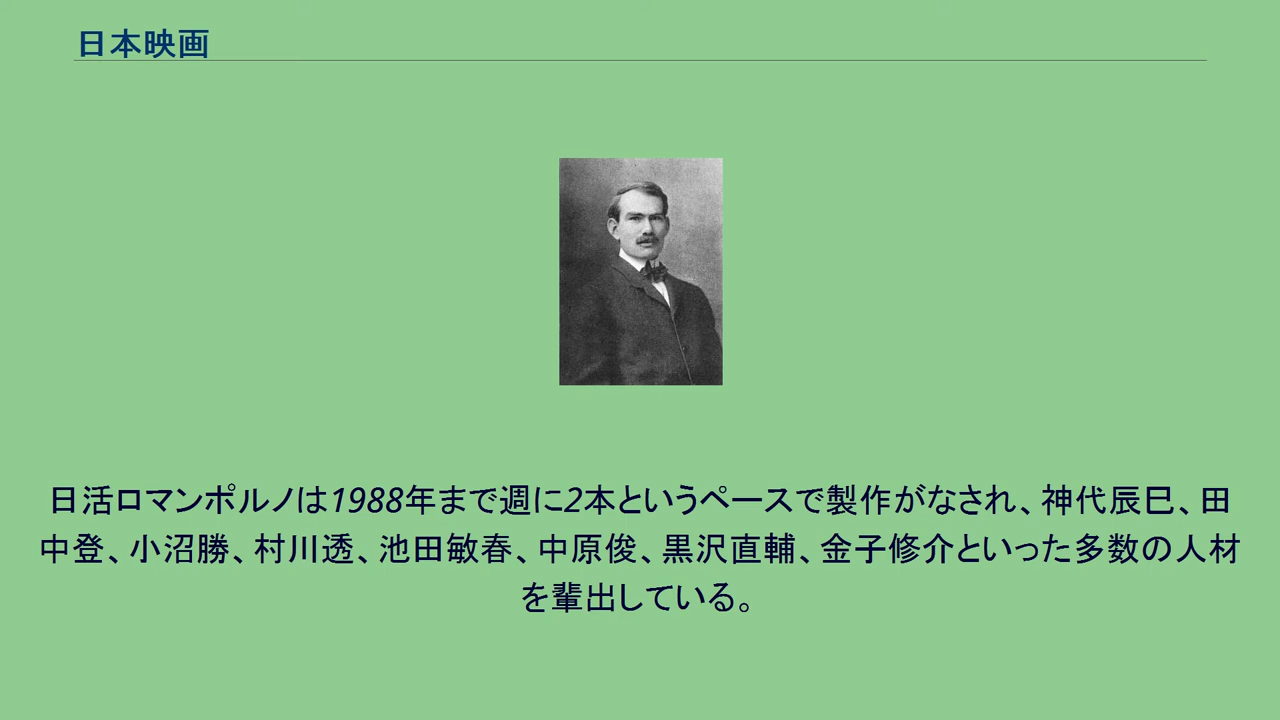 日本映画
日活ロマンポルノは1988年まで週に2本というペースで製作がなされ、神代辰巳、田
中登、小沼勝、村川透、池田敏春、中原俊、黒沢直輔、金子修介といった多数の人材
を輩出している。